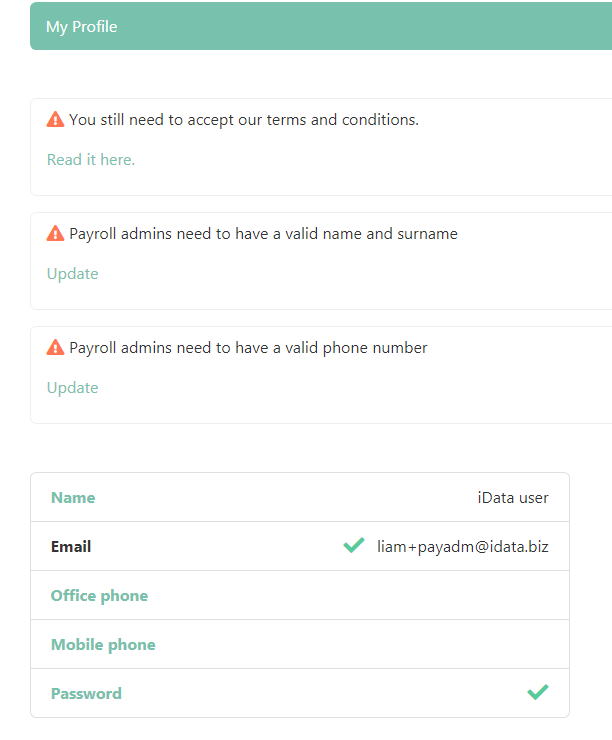 My Profile
You still need to accept our terms and conditions.
Read it here.
Payroll admins need to have a valid name and surname
Update
Payroll admins need to have a valid phone number
Update
Name iData user
Email liam+payadm@idata.biz
Office phone
Mobile phone
Password